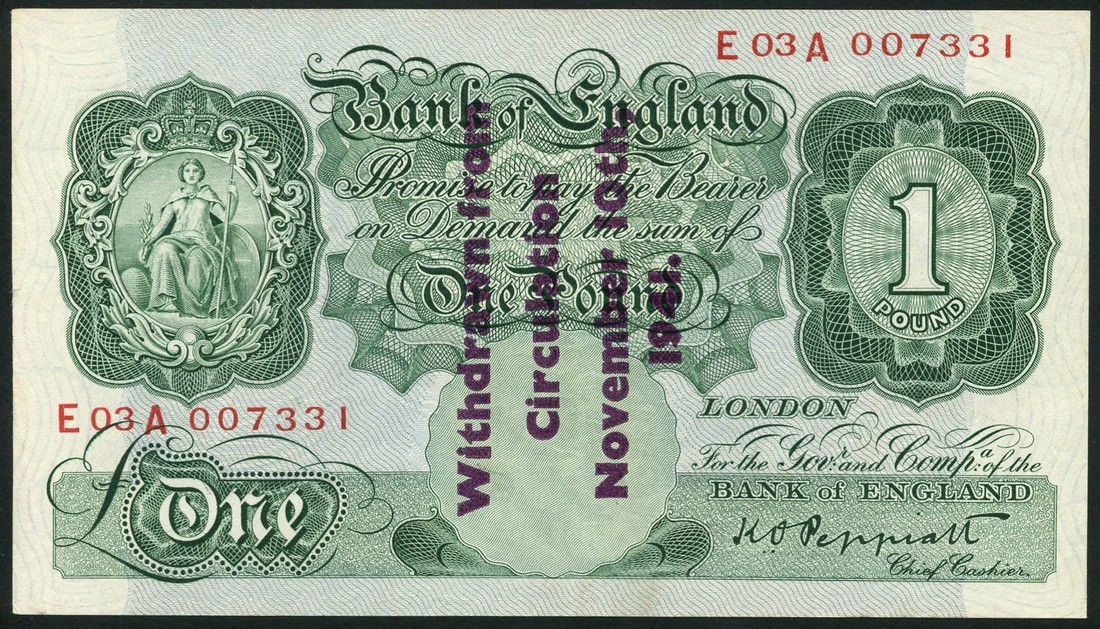 E 03 A 007331
Bank of England
Promise to pay the Bearer
on Demand the sum of
One Pound
1
POUND
Withdrawn from
Circulation
November 10th,
1941.
E 03 A 007331
£ One
LONDON
For the Govr. and Compa. of the
BANK of ENGLAND
K O Peppiatt
Chief Cashier.